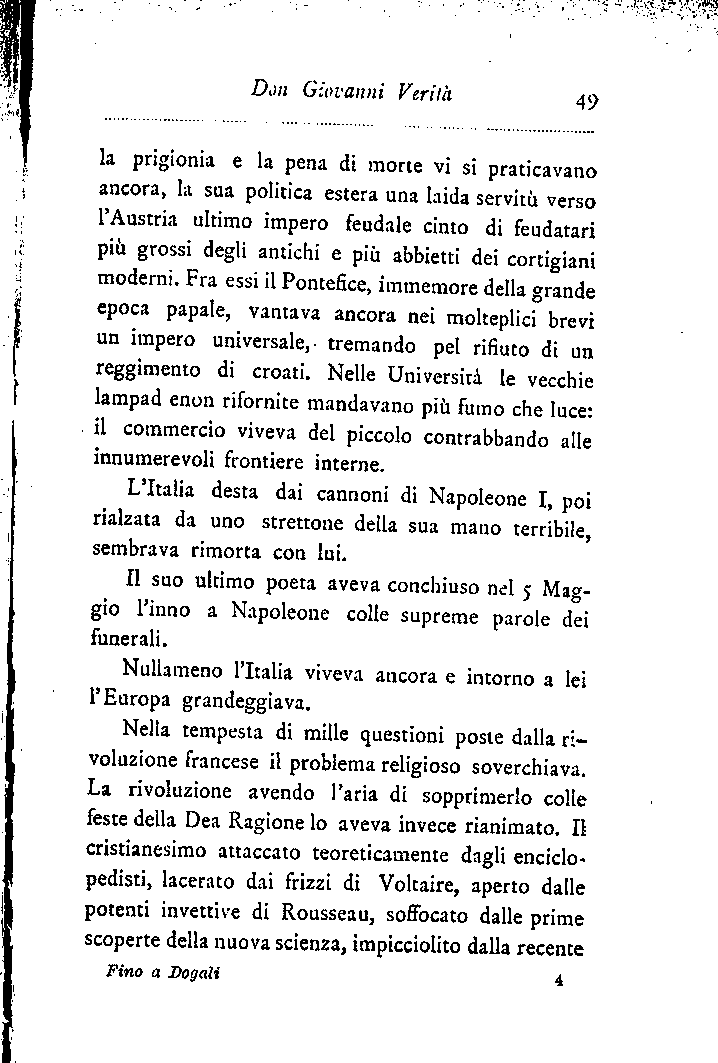 Don Giovanni Verità
49
la prigionia e la pena di morte vi si praticavano
ancora, la sua politica estera una laida servitù verso
l'Austria ultimo impero feudale cinto di feudatari
più grossi degli antichi e più abbietti dei cortigiani
moderni. Fra essi il Pontefice, immemore della grande
epoca papale, vantava ancora nei molteplici brevi
un impero universale, tremando pel rifiuto di un
reggimento di croati. Nelle Università le vecchie
lampad enon rifornite mandavano più fumo che luce:
il commercio viveva del piccolo contrabbando alle
innumerevoli frontiere interne.
L'Italia desta dai cannoni di Napoleone I, poi
rialzata da uno strettone della sua mano terribile,
sembrava rimorta con lui.
Il suo ultimo poeta aveva conchiuso nel 5 Mag-
gio l'inno a Napoleone colle supreme parole dei
funerali.
Nullameno l'Italia viveva ancora e intorno a lei
l'Europa grandeggiava.
Nella tempesta di mille questioni poste dalla ri-
voluzione francese il problema religioso soverchiava.
La rivoluzione avendo l'aria di sopprimerlo colle
feste della Dea Ragione lo aveva invece rianimato. Il
cristianesimo attaccato teoreticamente dagli enciclo-
pedisti, lacerato dai frizzi di Voltaire, aperto dalle
potenti invettive di Rousseau, soffocato dalle prime
scoperte della nuova scienza, impicciolito dalla recente
Fino a Dogali
4